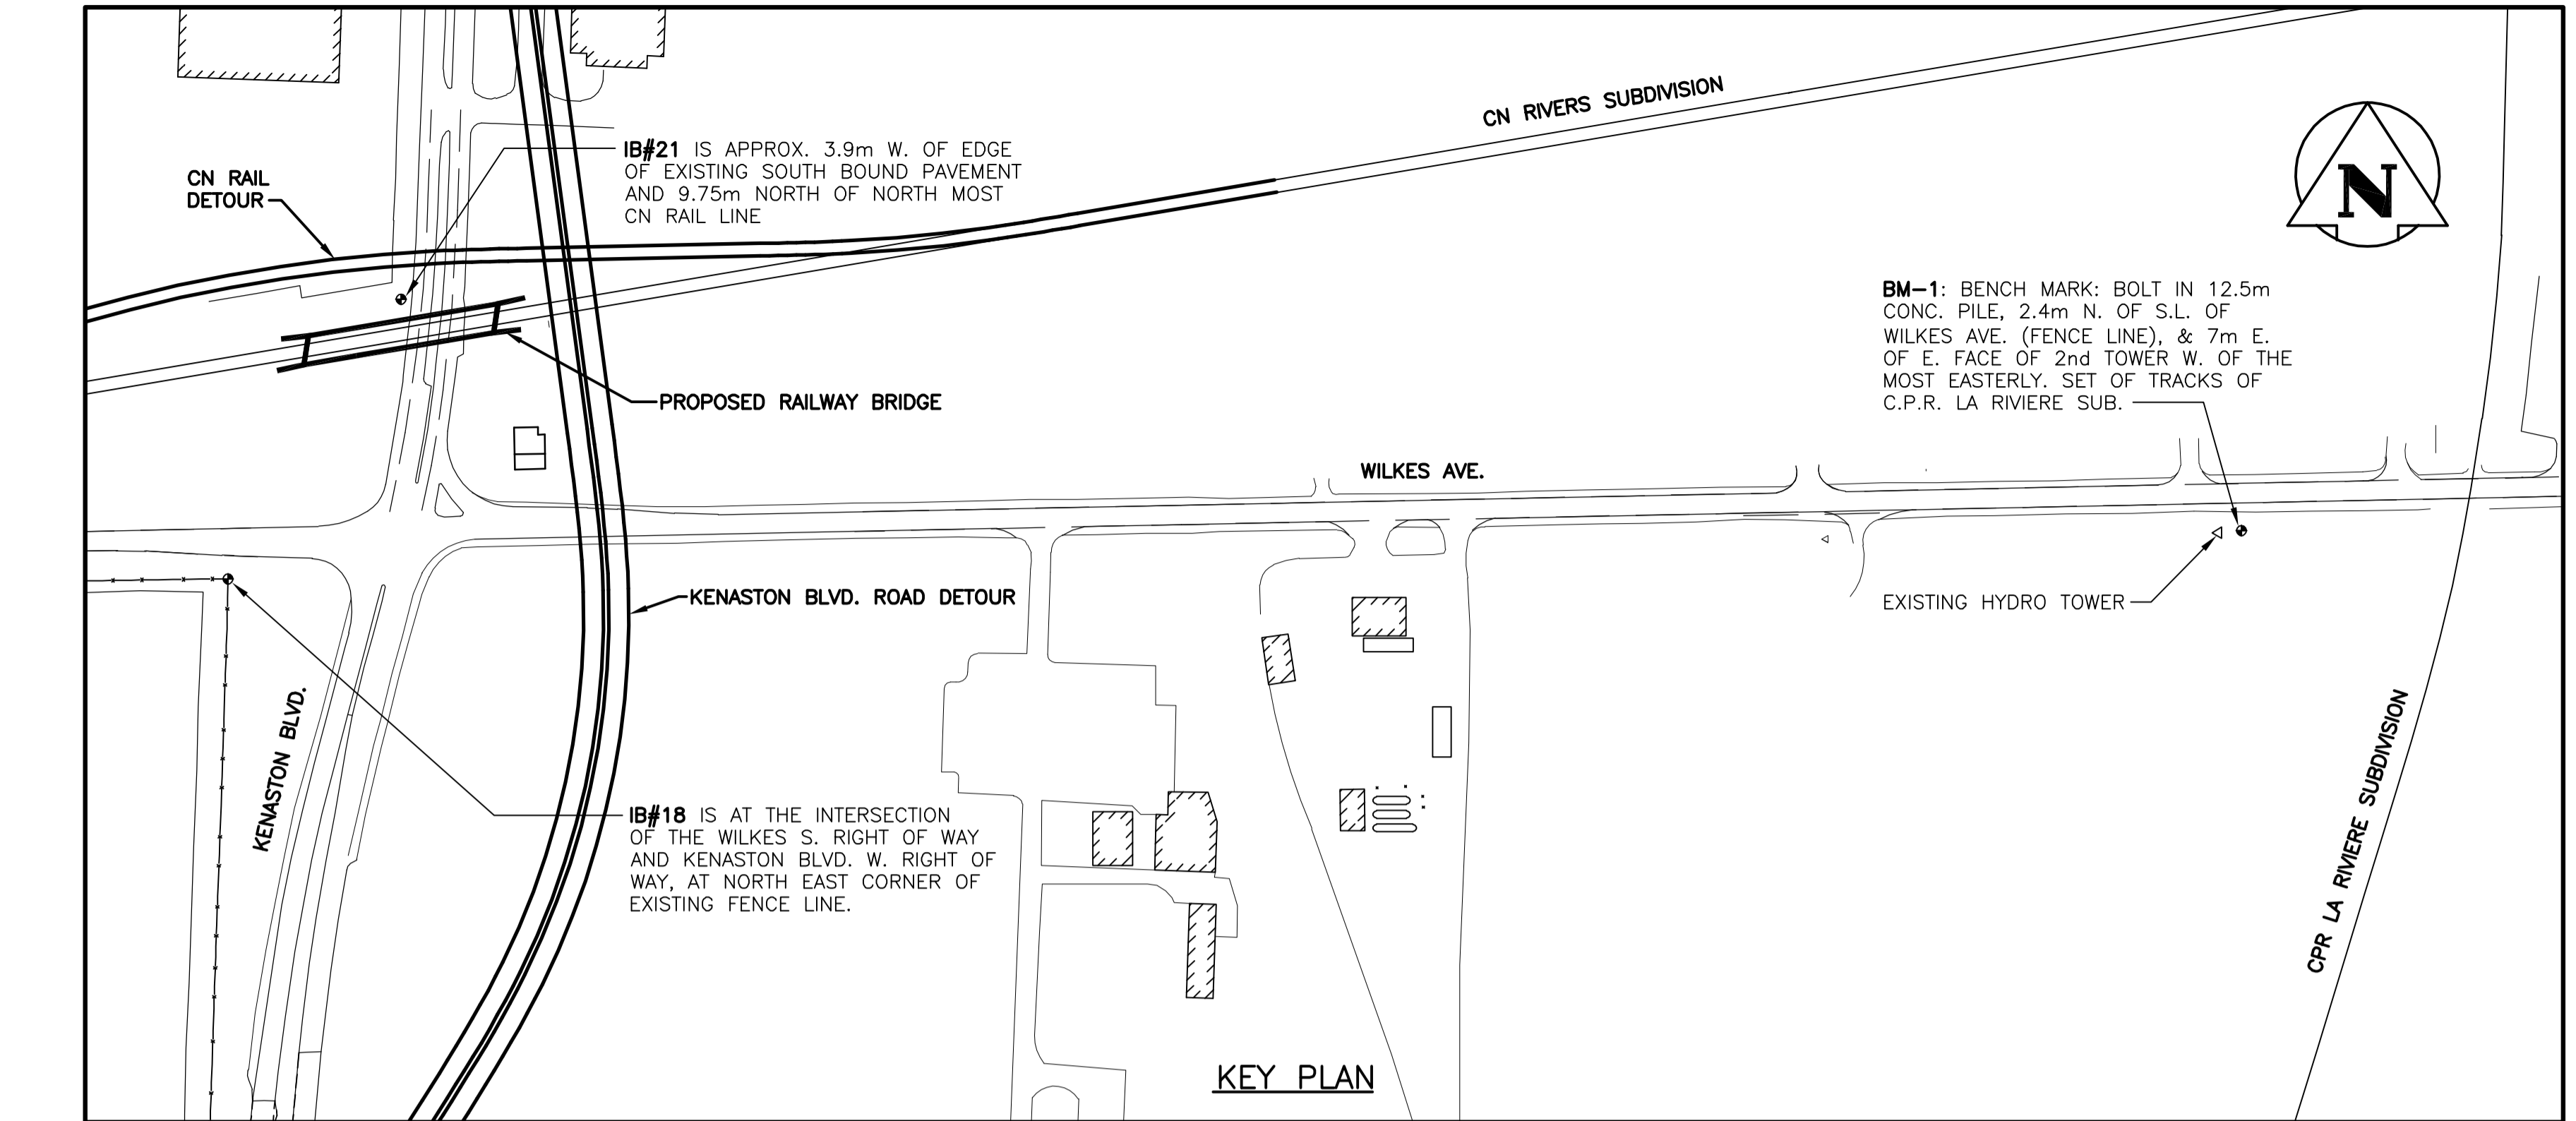 CN RIVERS SUBDIVISION
N
IB#21 IS APPROX. 3.9m W. OF EDGE
OF EXISTING SOUTH BOUND PAVEMENT
AND 9.75m NORTH OF NORTH MOST
CN RAIL LINE
CN RAIL
DETOUR
BM-1: BENCH MARK: BOLT IN 12.5m
CONC. PILE, 2.4m N. OF S.L. OF
WILKES AVE. (FENCE LINE), & 7m E.
OF E. FACE OF 2nd TOWER W. OF THE
MOST EASTERLY. SET OF TRACKS OF
C.P.R. LA RIVIERE SUB.
PROPOSED RAILWAY BRIDGE
WILKES AVE.
KENASTON BLVD. ROAD DETOUR
EXISTING HYDRO TOWER
KENASTON BLVD.
CPR LA RIVIERE SUBDIVISION
IB#18 IS AT THE INTERSECTION
OF THE WILKES S. RIGHT OF WAY
AND KENASTON BLVD. W. RIGHT OF
WAY, AT NORTH EAST CORNER OF
EXISTING FENCE LINE.
KEY PLAN